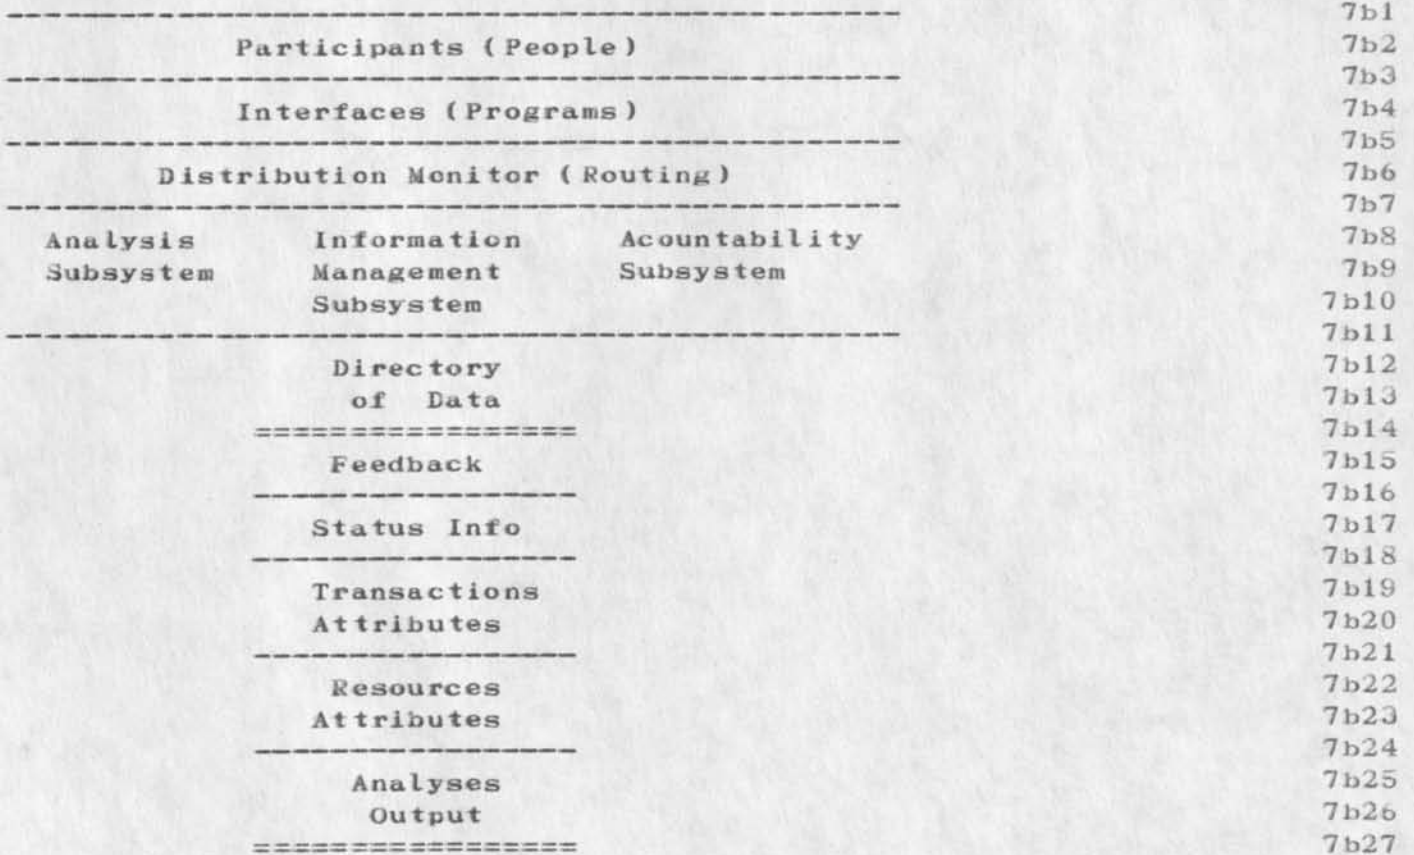 ------------------------------------------------ 7b1
Participants (People) 7b2
------------------------------------------------ 7b3
Interfaces (Programs) 7b4
------------------------------------------------ 7b5
Distribution Monitor (Routing) 7b6
------------------------------------------------ 7b7
Analysis Information Acountability 7b8
Subsystem Management Subsystem 7b9
Subsystem 7b10
------------------------------------------------ 7b11
Directory 7b12
of Data 7b13
================= 7b14
Feedback 7b15
----------------- 7b16
Status Info 7b17
----------------- 7b18
Transactions 7b19
Attributes 7b20
----------------- 7b21
Resources 7b22
Attributes 7b23
----------------- 7b24
Analyses 7b25
Output 7b26
================= 7b27